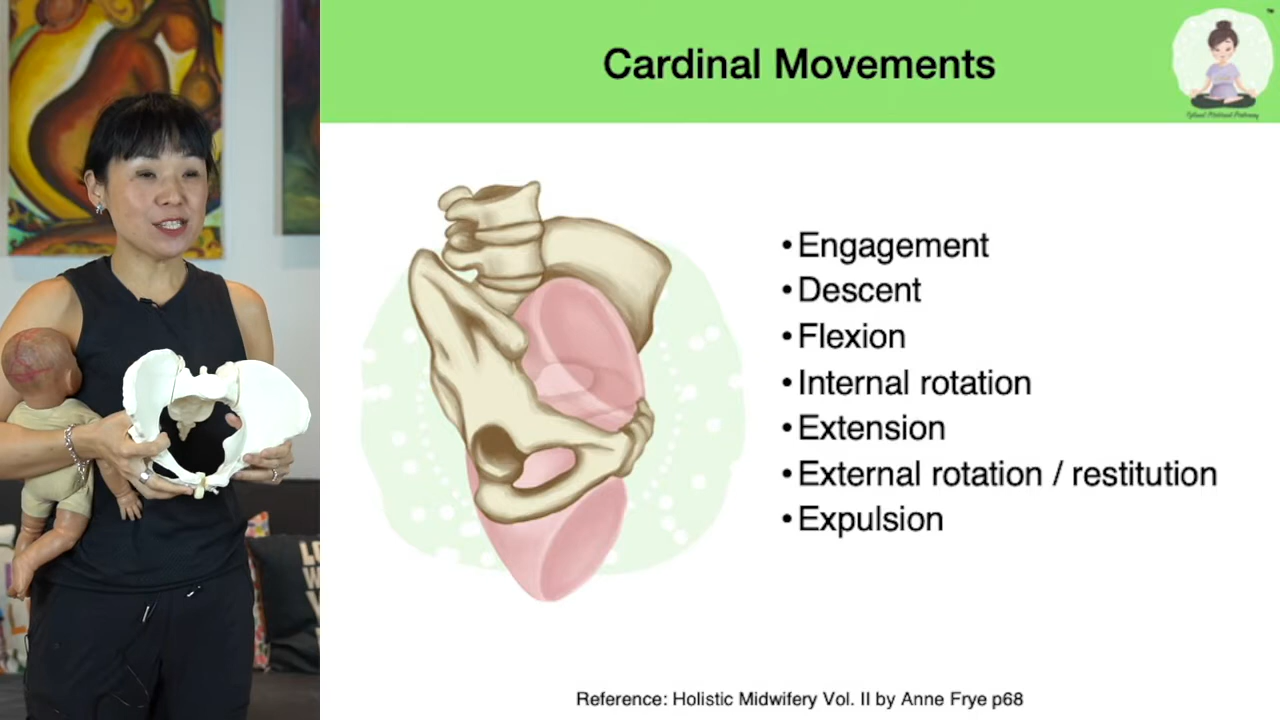 Cardinal Movements
TM
• Engagement
• Descent
• Flexion
• Internal rotation
• Extension
• External rotation / restitution
• Expulsion
Reference: Holistic Midwifery Vol. II by Anne Frye p68